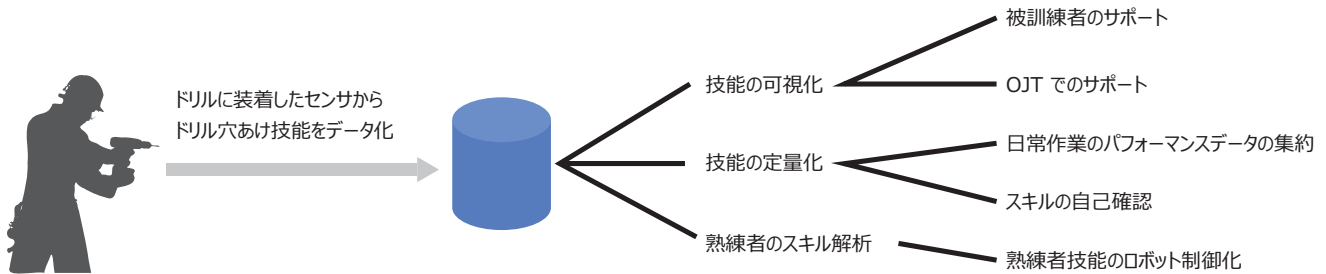 ドリルに装着したセンサから
ドリル穴あけ技能をデータ化
技能の可視化
被訓練者のサポート
OJT でのサポート
技能の定量化
日常作業のパフォーマンスデータの集約
スキルの自己確認
熟練者のスキル解析
熟練者技能のロボット制御化